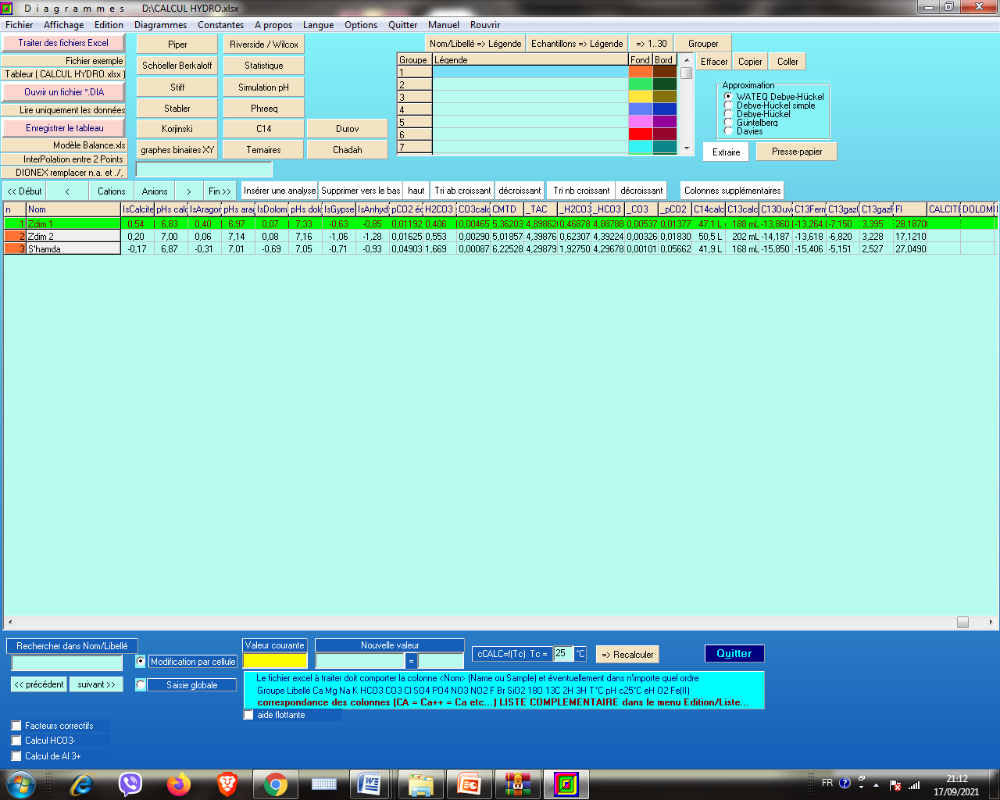 D i a g r a m m e s D:\CALCUL HYDRO.xlsx
Fichier Affichage Edition Diagrammes Constantes A propos Langue Options Quitter Manuel Rouvrir
Traiter des fichiers Excel
Fichier exemple
Tableur ( CALCUL HYDRO.xlsx )
Ouvrir un fichier *.DIA
Lire uniquement les données
Enregistrer le tableau
Modèle Balance.xls
InterPolation entre 2 Points
DIONEX remplacer n.a. et ./,
Piper Riverside / Wilcox
Schöeller Berkaloff Statistique
Stiff Simulation pH
Stabler Phreeq
Korjinski C14 Durov
graphes binaires XY Ternaires Chadah
Nom/Libellé => Légende Echantillons => Légende => 1..30 Grouper
Groupe Légende Fond Bord
1
2
3
4
5
6
7
Effacer Copier Coller
Approximation
WATEQ Debye-Hückel
Debye-Hückel simple
Debye-Hückel
Güntelberg
Davies
Extraire Presse-papier
<< Début < Cations Anions > Fin >> Insérer une analyse Supprimer vers le bas haut Tri ab croissant décroissant Tri nb croissant décroissant Colonnes supplémentaires
n Nom IsCalcite pHs calc IsAragor pHs ara IsDolom pHs dolo IsGypse IsAnhyd pCO2 éc H2CO3 CO3calc CMTD _TAC _H2CO3 _HCO3 _CO3 _pCO2 C14calc C13calc C13Ouv C13Ferm C13gaz C13gaz FI CALCITE DOLOMI
1 Zdim 1 0,54 6,83 0,40 6,97 0,07 7,33 -0,63 -0,85 0,01192 0,406 0,00465 5,36203 4,89862 0,46878 4,88788 0,00537 0,01377 47,1 L 188 mL -13,860 -13,264 -7,150 3,395 28,1870
2 Zdim 2 0,20 7,00 0,06 7,14 0,08 7,16 -1,06 -1,28 0,01625 0,553 0,00290 5,01857 4,39876 0,62307 4,39224 0,00326 0,01830 50,5 L 202 mL -14,187 -13,618 -6,820 3,228 17,1210
3 S'hamda -0,17 6,87 -0,31 7,01 -0,69 7,05 -0,71 -0,93 0,04903 1,669 0,00087 6,22528 4,29879 1,92750 4,29678 0,00101 0,05662 41,9 L 168 mL -15,850 -15,406 -5,151 2,527 27,0490
Rechercher dans Nom/Libellé
<< précédent suivant >>
Modification par cellule
Saisie globale
Valeur courante
Nouvelle valeur
=
cCALC=f(Tc) Tc = 25 °C
=> Recalculer
Quitter
Le fichier excel à traiter doit comporter la colonne <Nom> (Name ou Sample) et éventuellement dans n'importe quel ordre
Groupe Libellé Ca Mg Na K HCO3 CO3 Cl SO4 PO4 NO3 NO2 F Br SiO2 18O 13C 2H 3H T°C pH c25°C eH O2 Fe(II)
correspondance des colonnes (CA = Ca++ = Ca etc...) LISTE COMPLEMENTAIRE dans le menu Edition/Liste...
aide flottante
Facteurs correctifs
Calcul HCO3-
Calcul de Al 3+
FR
21:12
17/09/2021